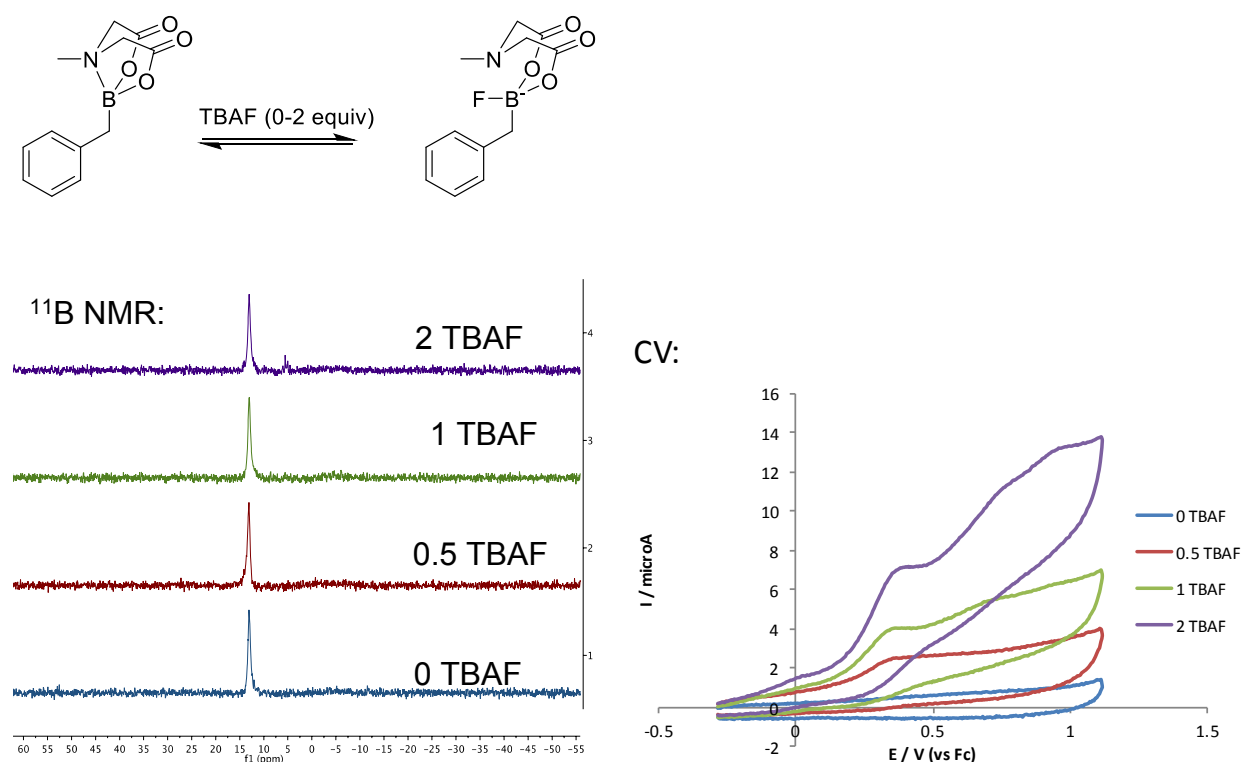 O
O
N
O
O
B
TBAF (0-2 equiv)
O
O
N
O
O
F
B-
¹¹B NMR:
2 TBAF
1 TBAF
0.5 TBAF
0 TBAF
4
3
2
1
60 55 50 45 40 35 30 25 20 15 10 5 0 -5 -10 -15 -20 -25 -30 -35 -40 -45 -50 -55
f1 (ppm)
CV:
I / microA
16
14
12
10
8
6
4
2
0
-2
-0.5 0 0.5 1 1.5
E / V (vs Fc)
0 TBAF
0.5 TBAF
1 TBAF
2 TBAF